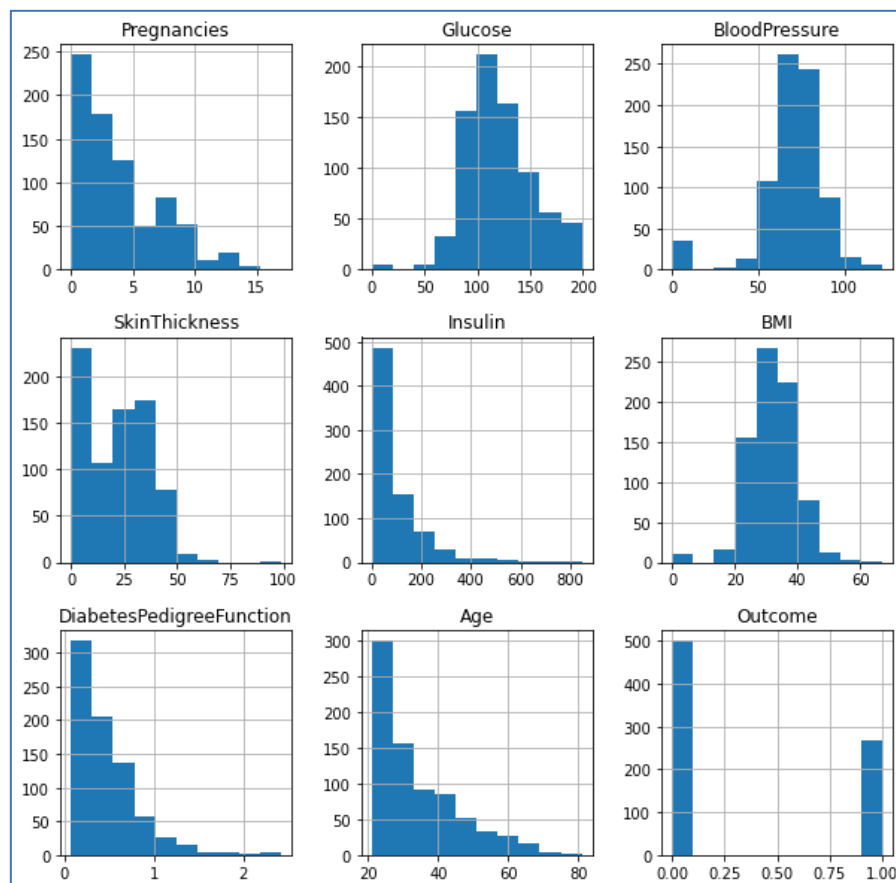 Pregnancies Glucose BloodPressure
250 200 150 100 50 0
0 5 10 15
200 150 100 50 0
0 50 100 150 200
250 200 150 100 50 0
0 50 100
SkinThickness Insulin BMI
200 150 100 50 0
0 25 50 75 100
500 400 300 200 100 0
0 200 400 600 800
250 200 150 100 50 0
0 20 40 60
DiabetesPedigreeFunction Age Outcome
300 250 200 150 100 50 0
0 1 2
300 250 200 150 100 50 0
20 40 60 80
500 400 300 200 100 0
0.00 0.25 0.50 0.75 1.00